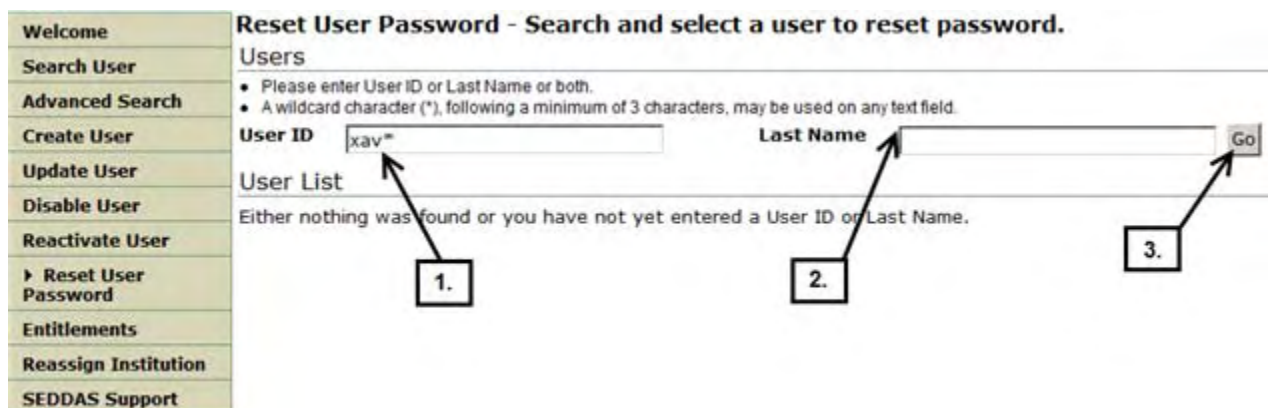 Welcome
Search User
Advanced Search
Create User
Update User
Disable User
Reactivate User
Reset User
Password
Entitlements
Reassign Institution
SEDDAS Support
Reset User Password - Search and select a user to reset password.
Users
• Please enter User ID or Last Name or both.
• A wildcard character (*), following a minimum of 3 characters, may be used on any text field.
User ID xav* Last Name Go
User List
Either nothing was found or you have not yet entered a User ID or Last Name.
1. 2. 3.